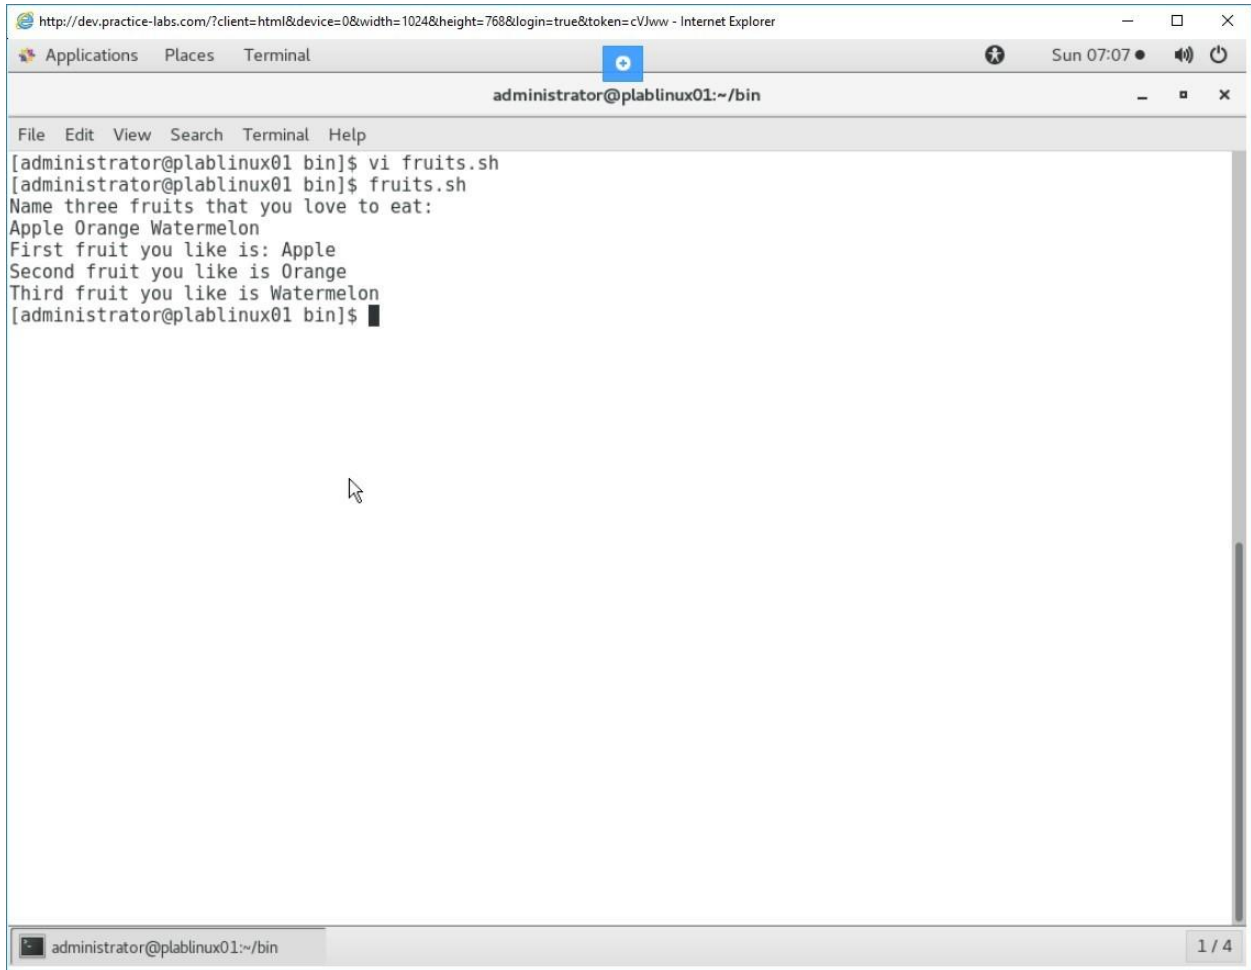 http://dev.practice-labs.com/?client=html&device=0&width=1024&height=768&login=true&token=cVJww - Internet Explorer
Applications Places Terminal Sun 07:07
administrator@plablinux01:~/bin
File Edit View Search Terminal Help
[administrator@plablinux01 bin]$ vi fruits.sh
[administrator@plablinux01 bin]$ fruits.sh
Name three fruits that you love to eat:
Apple Orange Watermelon
First fruit you like is: Apple
Second fruit you like is Orange
Third fruit you like is Watermelon
[administrator@plablinux01 bin]$
administrator@plablinux01:~/bin 1 / 4